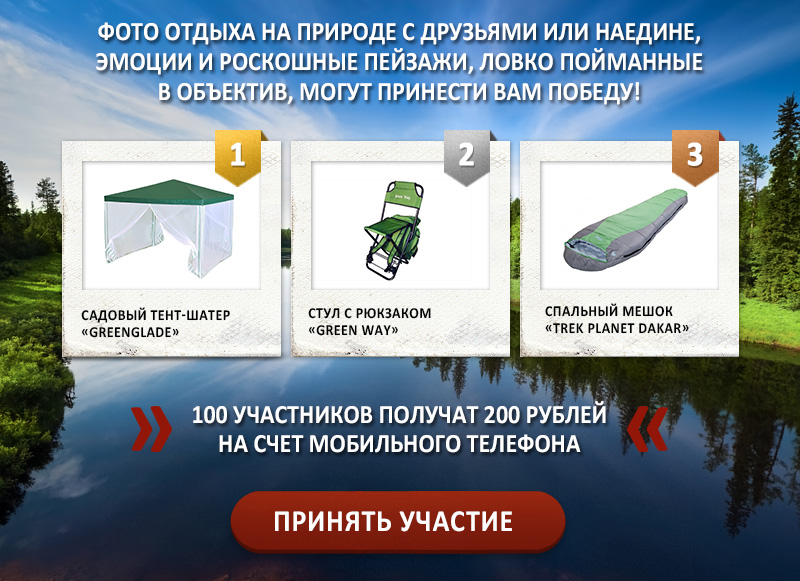 ФОТО ОТДЫХА НА ПРИРОДЕ С ДРУЗЬЯМИ ИЛИ НАЕДИНЕ,
ЭМОЦИИ И РОСКОШНЫЕ ПЕЙЗАЖИ, ЛОВКО ПОЙМАННЫЕ
В ОБЪЕКТИВ, МОГУТ ПРИНЕСТИ ВАМ ПОБЕДУ!
1
2
3
САДОВЫЙ ТЕНТ-ШАТЕР
«GREENGLADE»
СТУЛ С РЮКЗАКОМ
«GREEN WAY»
СПАЛЬНЫЙ МЕШОК
«TREK PLANET DAKAR»
100 УЧАСТНИКОВ ПОЛУЧАТ 200 РУБЛЕЙ
НА СЧЕТ МОБИЛЬНОГО ТЕЛЕФОНА
ПРИНЯТЬ УЧАСТИЕ